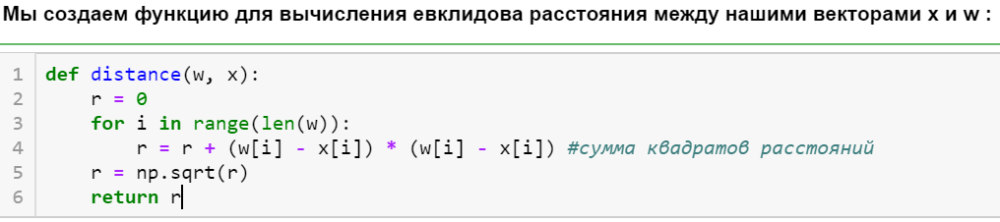 Мы создаем функцию для вычисления евклидова расстояния между нашими векторами x и w :
1 def distance(w, x):
2     r = 0
3     for i in range(len(w)):
4         r = r + (w[i] - x[i]) * (w[i] - x[i]) #сумма квадратов расстояний
5     r = np.sqrt(r)
6     return r